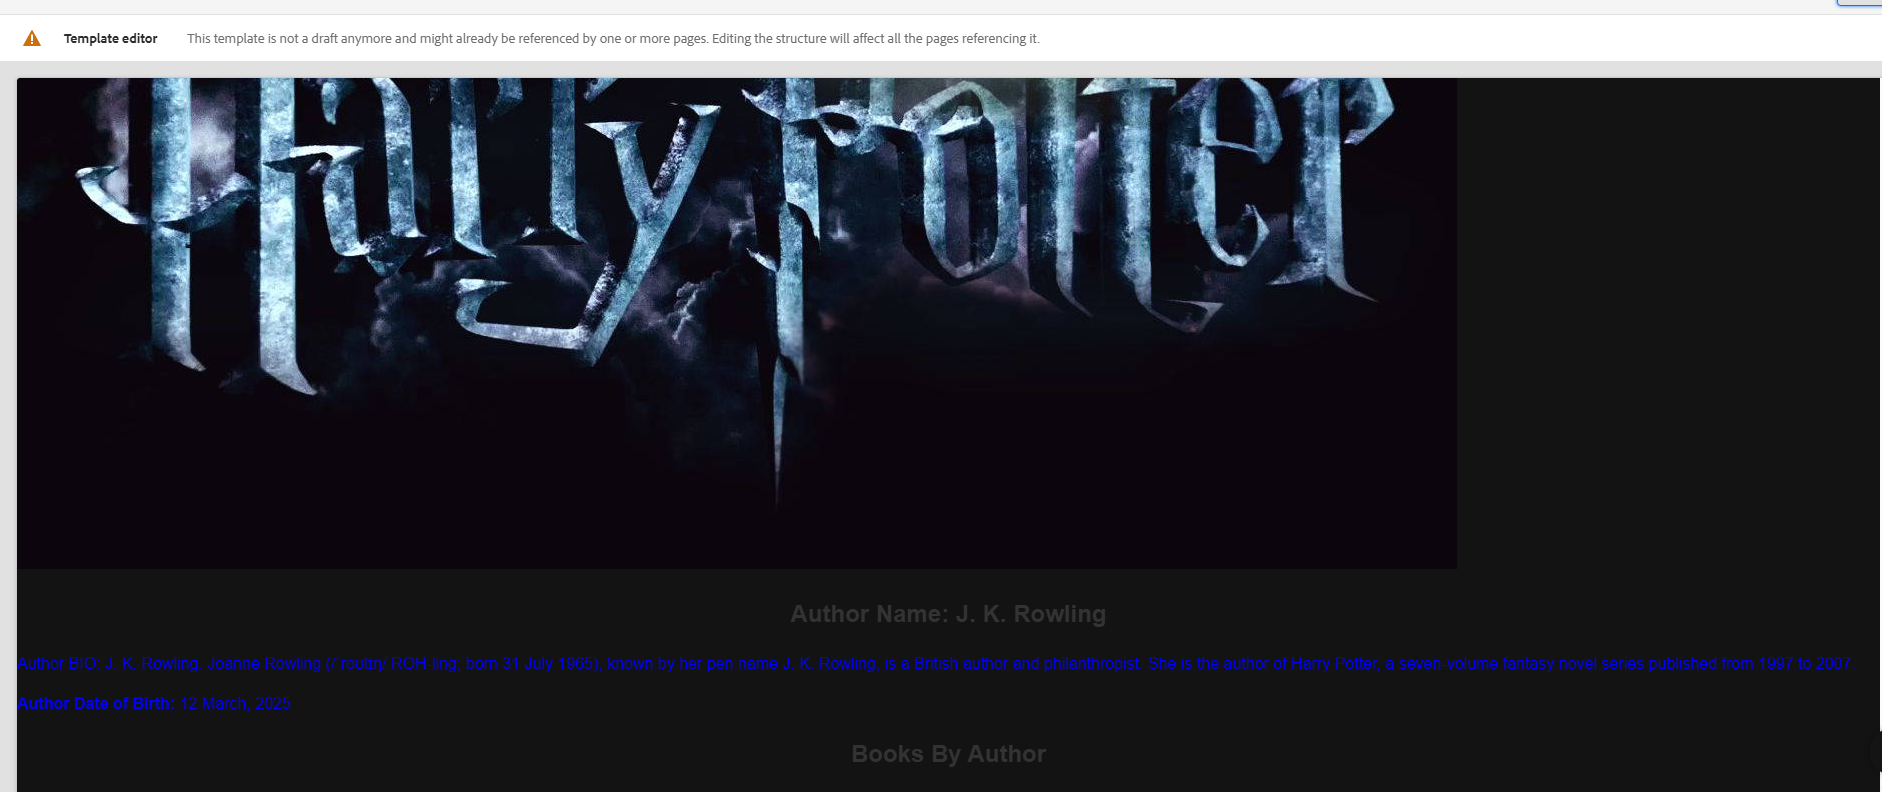 Template editor This template is not a draft anymore and might already be referenced by one or more pages. Editing the structure will affect all the pages referencing it.
Harry Potter
Author Name: J. K. Rowling
Author BIO: J. K. Rowling. Joanne Rowling (/ˈroʊlɪŋ/ ROH-ling; born 31 July 1965), known by her pen name J. K. Rowling, is a British author and philanthropist. She is the author of Harry Potter, a seven-volume fantasy novel series published from 1997 to 2007.
Author Date of Birth: 12 March, 2025
Books By Author